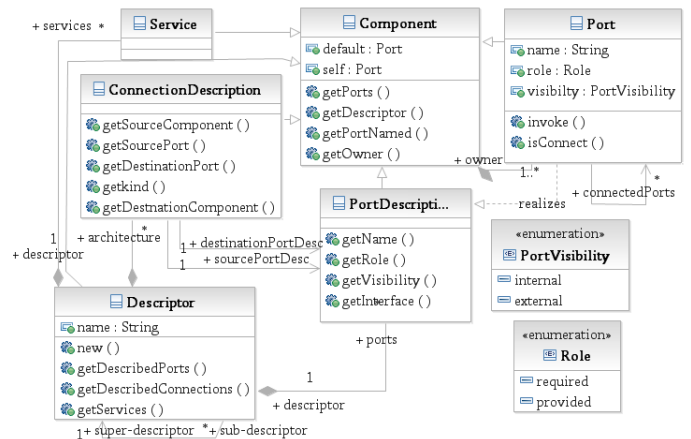 + services *
Service
Component
default : Port
self : Port
getPorts ( )
getDescriptor ( )
getPortNamed ( )
getOwner ( )
Port
name : String
role : Role
visibilty : PortVisibility
invoke ( )
isConnect ( )
ConnectionDescription
getSourceComponent ( )
getSourcePort ( )
getDestinationPort ( )
getkind ( )
getDestnationComponent ( )
+ owner
1..*
*
+ connectedPorts
realizes
PortDescripti...
getName ( )
getRole ( )
getVisibility ( )
getInterface ( )
«enumeration»
PortVisibility
internal
external
1
+ descriptor
*
+ architecture
1
+ destinationPortDesc
1
+ sourcePortDesc
Descriptor
name : String
new ( )
getDescribedPorts ( )
getDescribedConnections ( )
getServices ( )
+ ports
1
+ descriptor
«enumeration»
Role
required
provided
1
+ super-descriptor
*
+/ sub-descriptor